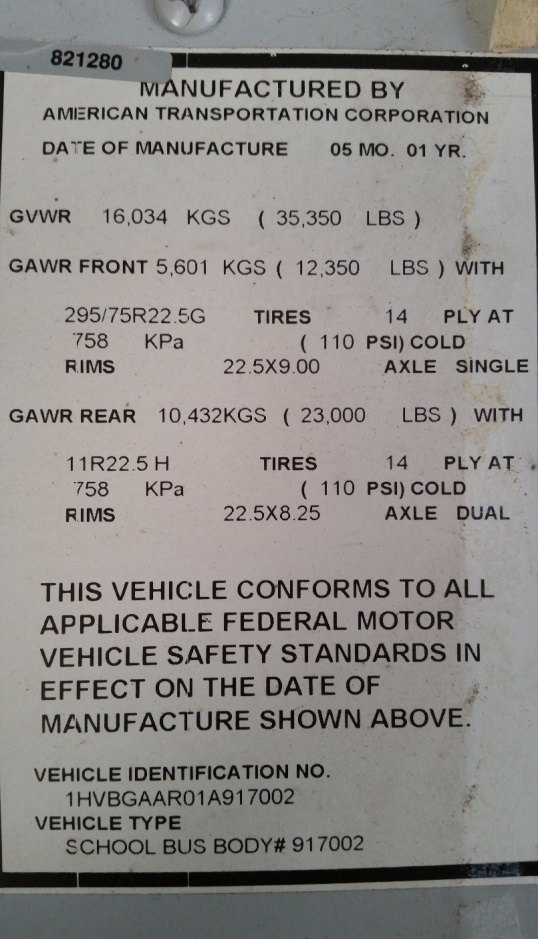 821280
MANUFACTURED BY
AMERICAN TRANSPORTATION CORPORATION
DATE OF MANUFACTURE 05 MO. 01 YR.
GVWR 16,034 KGS ( 35,350 LBS )
GAWR FRONT 5,601 KGS ( 12,350 LBS ) WITH
295/75R22.5G TIRES 14 PLY AT
758 KPa ( 110 PSI) COLD
RIMS 22.5X9.00 AXLE SINGLE
GAWR REAR 10,432KGS ( 23,000 LBS ) WITH
11R22.5 H TIRES 14 PLY AT
758 KPa ( 110 PSI) COLD
RIMS 22.5X8.25 AXLE DUAL
THIS VEHICLE CONFORMS TO ALL
APPLICABLE FEDERAL MOTOR
VEHICLE SAFETY STANDARDS IN
EFFECT ON THE DATE OF
MANUFACTURE SHOWN ABOVE.
VEHICLE IDENTIFICATION NO.
1HVBGAAR01A917002
VEHICLE TYPE
SCHOOL BUS BODY# 917002